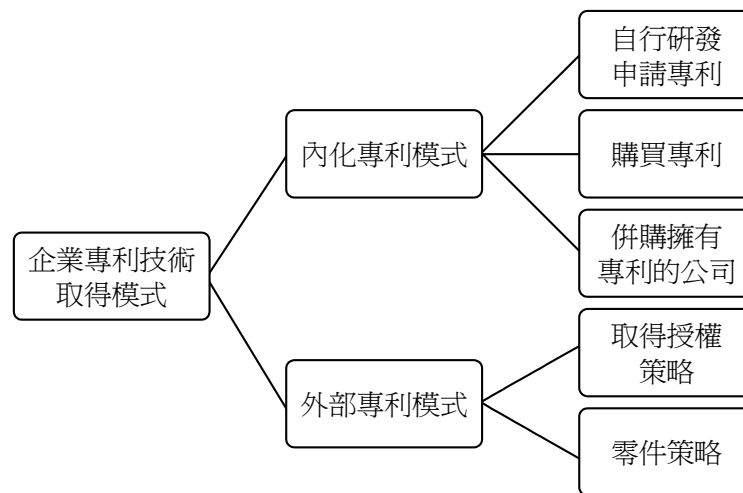 企業專利技術
取得模式
內化專利模式
自行研發
申請專利
購買專利
併購擁有
專利的公司
外部專利模式
取得授權
策略
零件策略